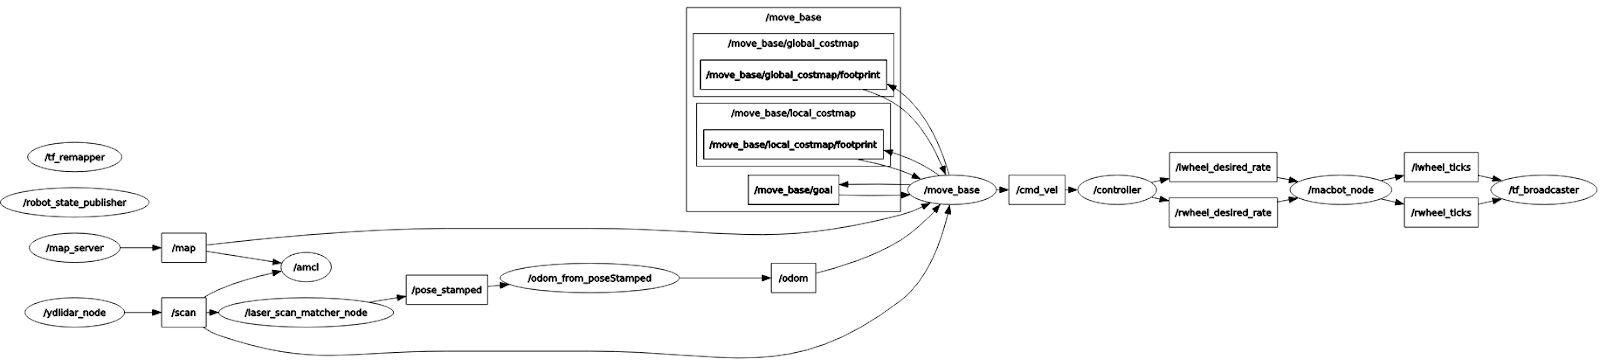 /move_base
/move_base/global_costmap
/move_base/global_costmap/footprint
/move_base/local_costmap
/move_base/local_costmap/footprint
/move_base/goal
/tf_remapper
/robot_state_publisher
/map_server
/map
/amcl
/ydlidar_node
/scan
/laser_scan_matcher_node
/pose_stamped
/odom_from_poseStamped
/odom
/move_base
/cmd_vel
/controller
/lwheel_desired_rate
/rwheel_desired_rate
/macbot_node
/lwheel_ticks
/rwheel_ticks
/tf_broadcaster